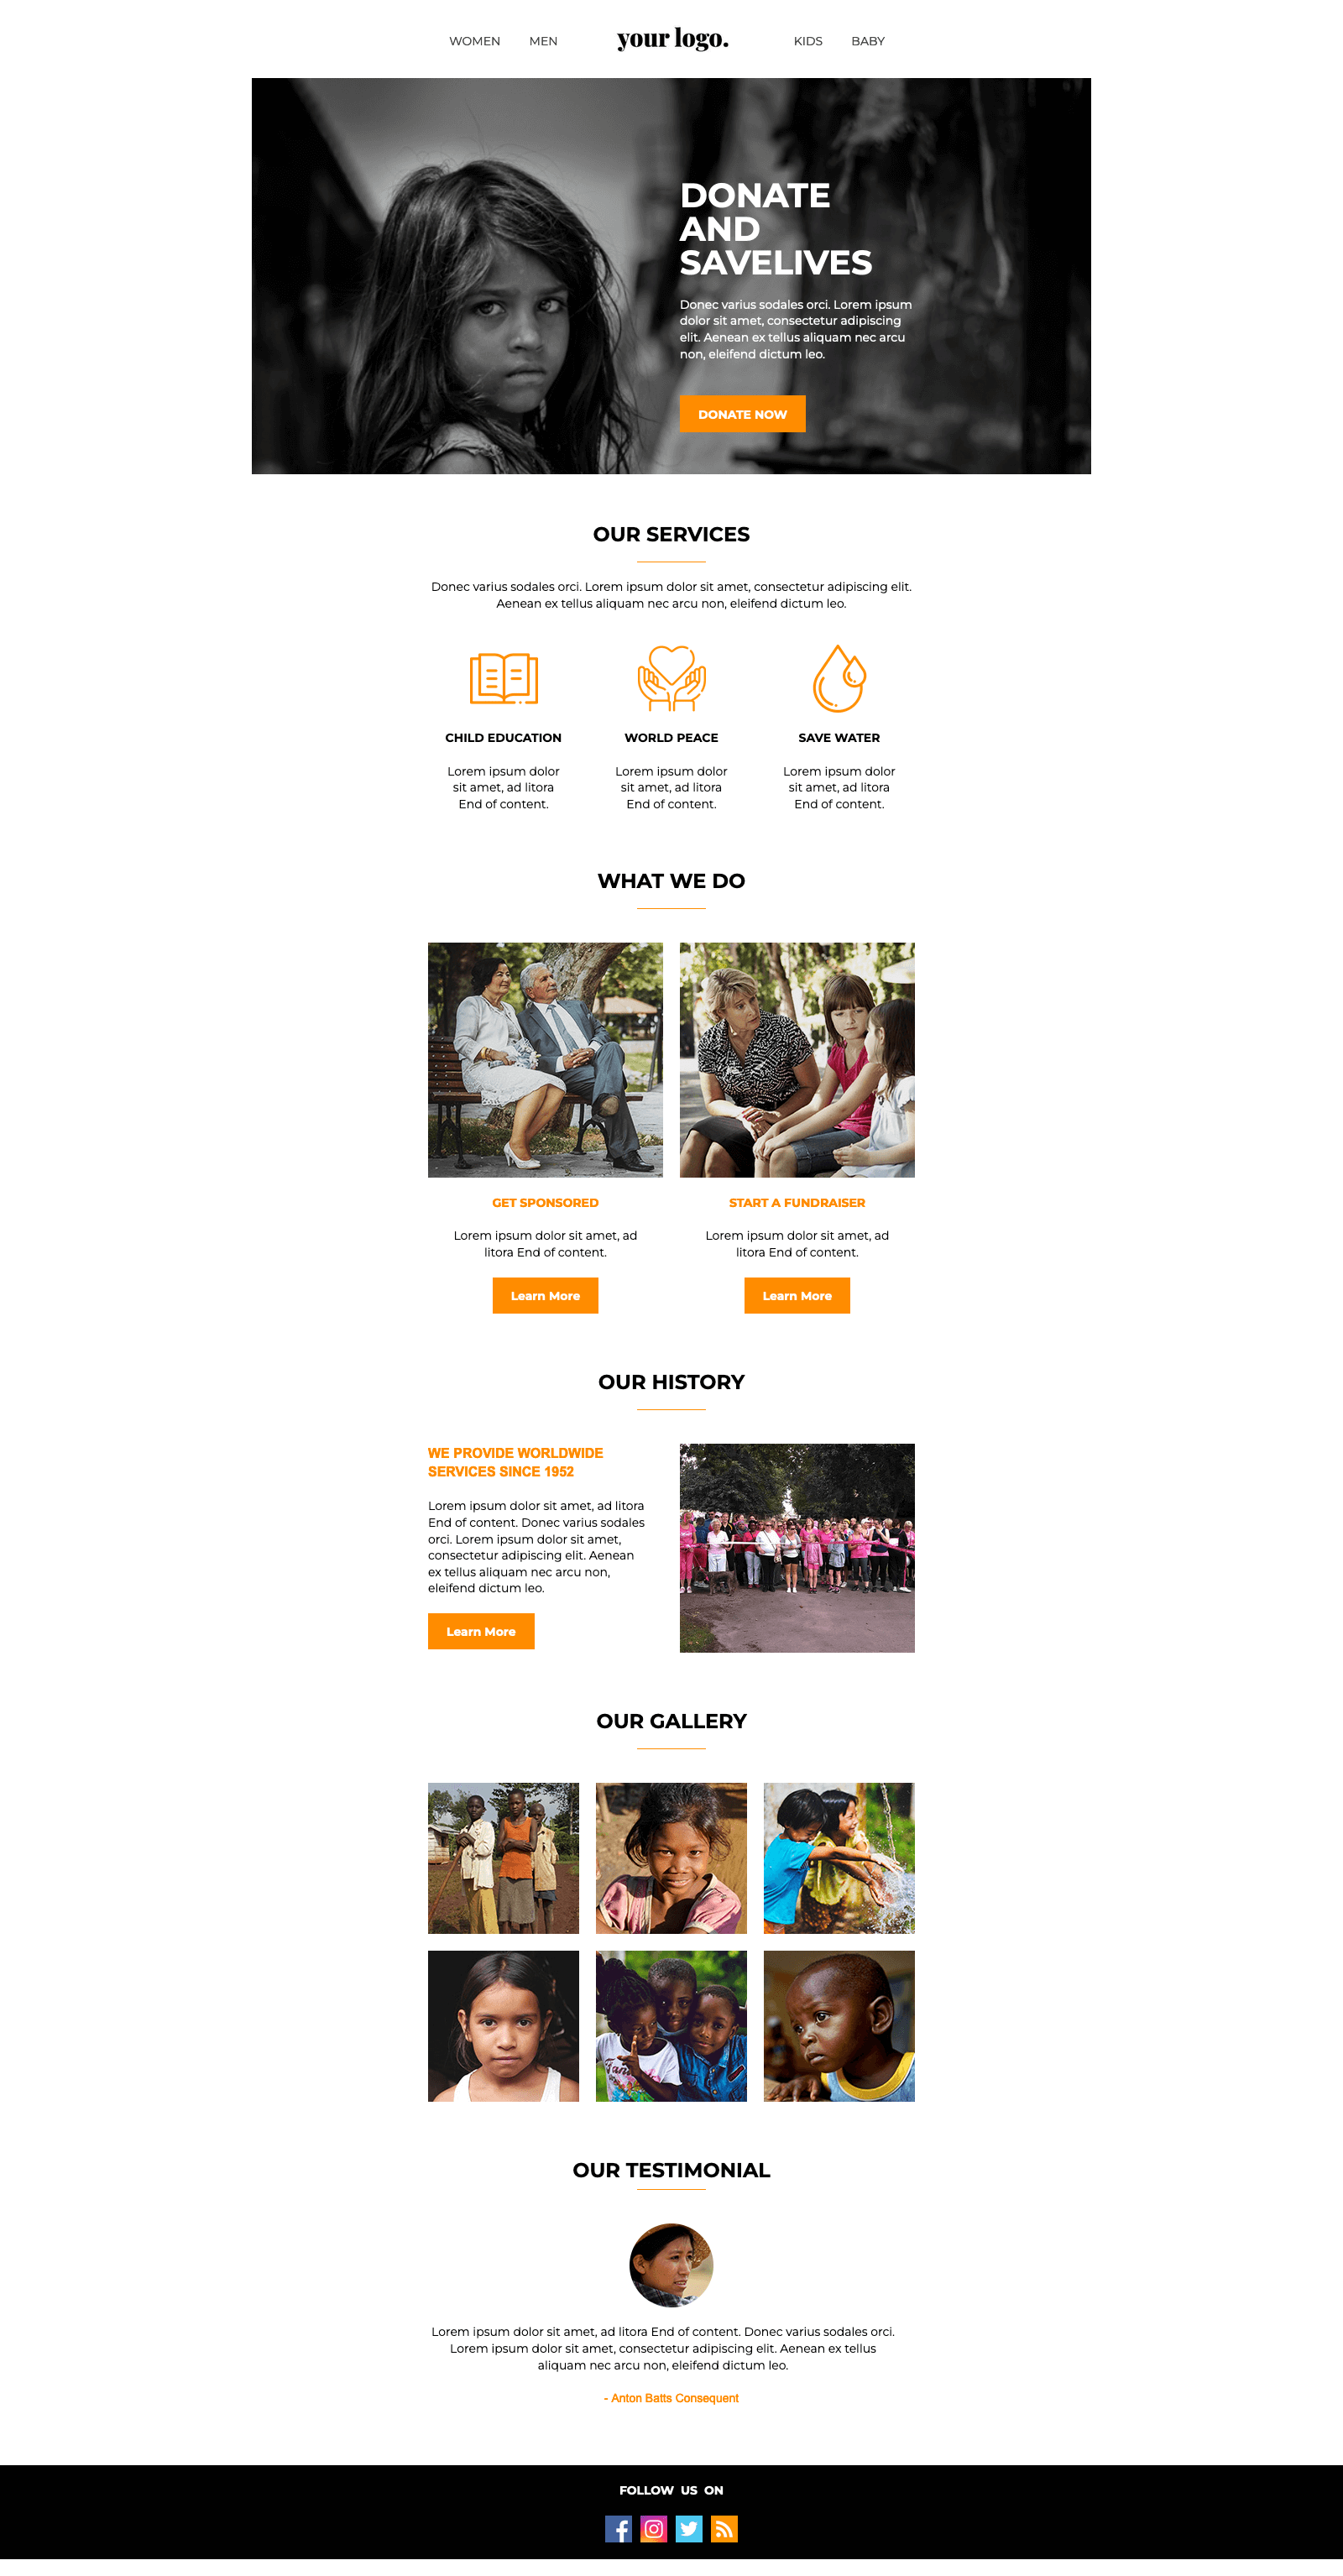 WOMEN MEN your logo. KIDS BABY
DONATE
AND
SAVELIVES
Donec varius sodales orci. Lorem ipsum
dolor sit amet, consectetur adipiscing
elit. Aenean ex tellus aliquam nec arcu
non, eleifend dictum leo.
DONATE NOW
OUR SERVICES
Donec varius sodales orci. Lorem ipsum dolor sit amet, consectetur adipiscing elit.
Aenean ex tellus aliquam nec arcu non, eleifend dictum leo.
CHILD EDUCATION
Lorem ipsum dolor
sit amet, ad litora
End of content.
WORLD PEACE
Lorem ipsum dolor
sit amet, ad litora
End of content.
SAVE WATER
Lorem ipsum dolor
sit amet, ad litora
End of content.
WHAT WE DO
GET SPONSORED
Lorem ipsum dolor sit amet, ad
litora End of content.
Learn More
START A FUNDRAISER
Lorem ipsum dolor sit amet, ad
litora End of content.
Learn More
OUR HISTORY
WE PROVIDE WORLDWIDE
SERVICES SINCE 1952
Lorem ipsum dolor sit amet, ad litora
End of content. Donec varius sodales
orci. Lorem ipsum dolor sit amet,
consectetur adipiscing elit. Aenean
ex tellus aliquam nec arcu non,
eleifend dictum leo.
Learn More
OUR GALLERY
OUR TESTIMONIAL
Lorem ipsum dolor sit amet, ad litora End of content. Donec varius sodales orci.
Lorem ipsum dolor sit amet, consectetur adipiscing elit. Aenean ex tellus
aliquam nec arcu non, eleifend dictum leo.
- Anton Batts Consequent
FOLLOW US ON